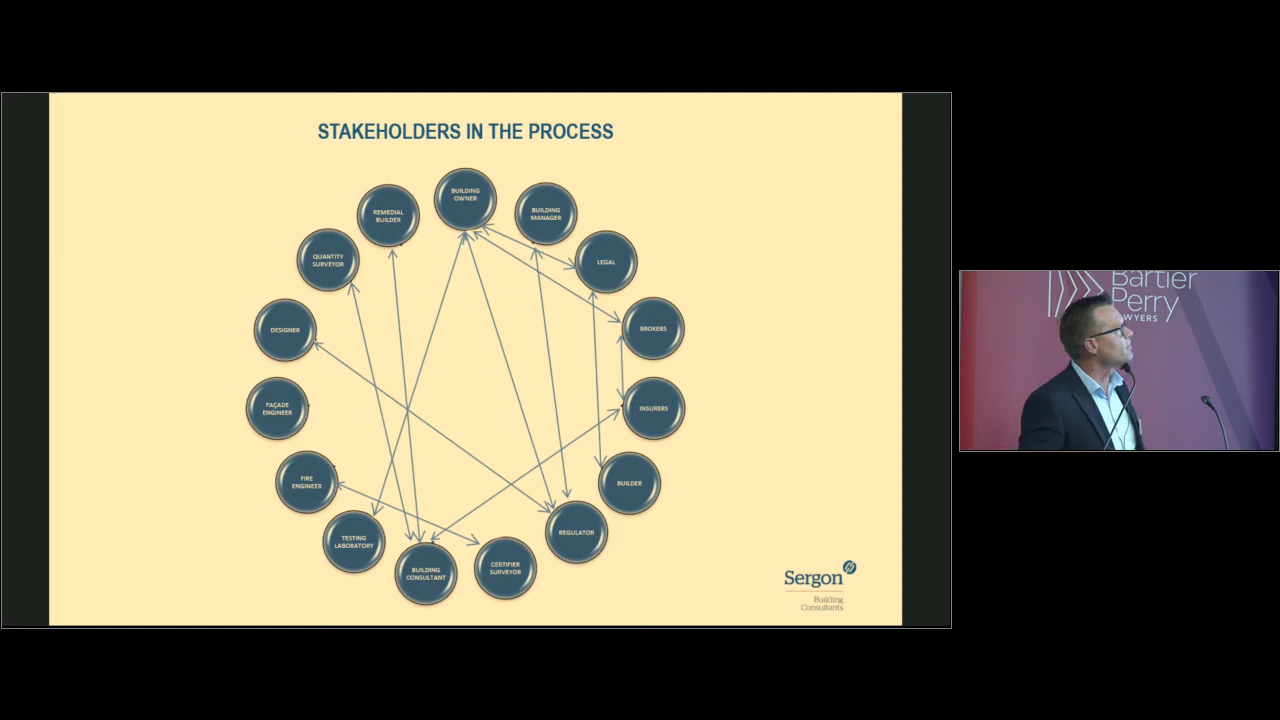 STAKEHOLDERS IN THE PROCESS
BUILDING
OWNER
BUILDING
MANAGER
LEGAL
BROKERS
INSURERS
BUILDER
REGULATOR
CERTIFIER
SURVEYOR
BUILDING
CONSULTANT
TESTING
LABORATORY
FIRE
ENGINEER
FAÇADE
ENGINEER
DESIGNER
QUANTITY
SURVEYOR
REMEDIAL
BUILDER
Sergon
Building
Consultants
Bartier
Perry
WYERS